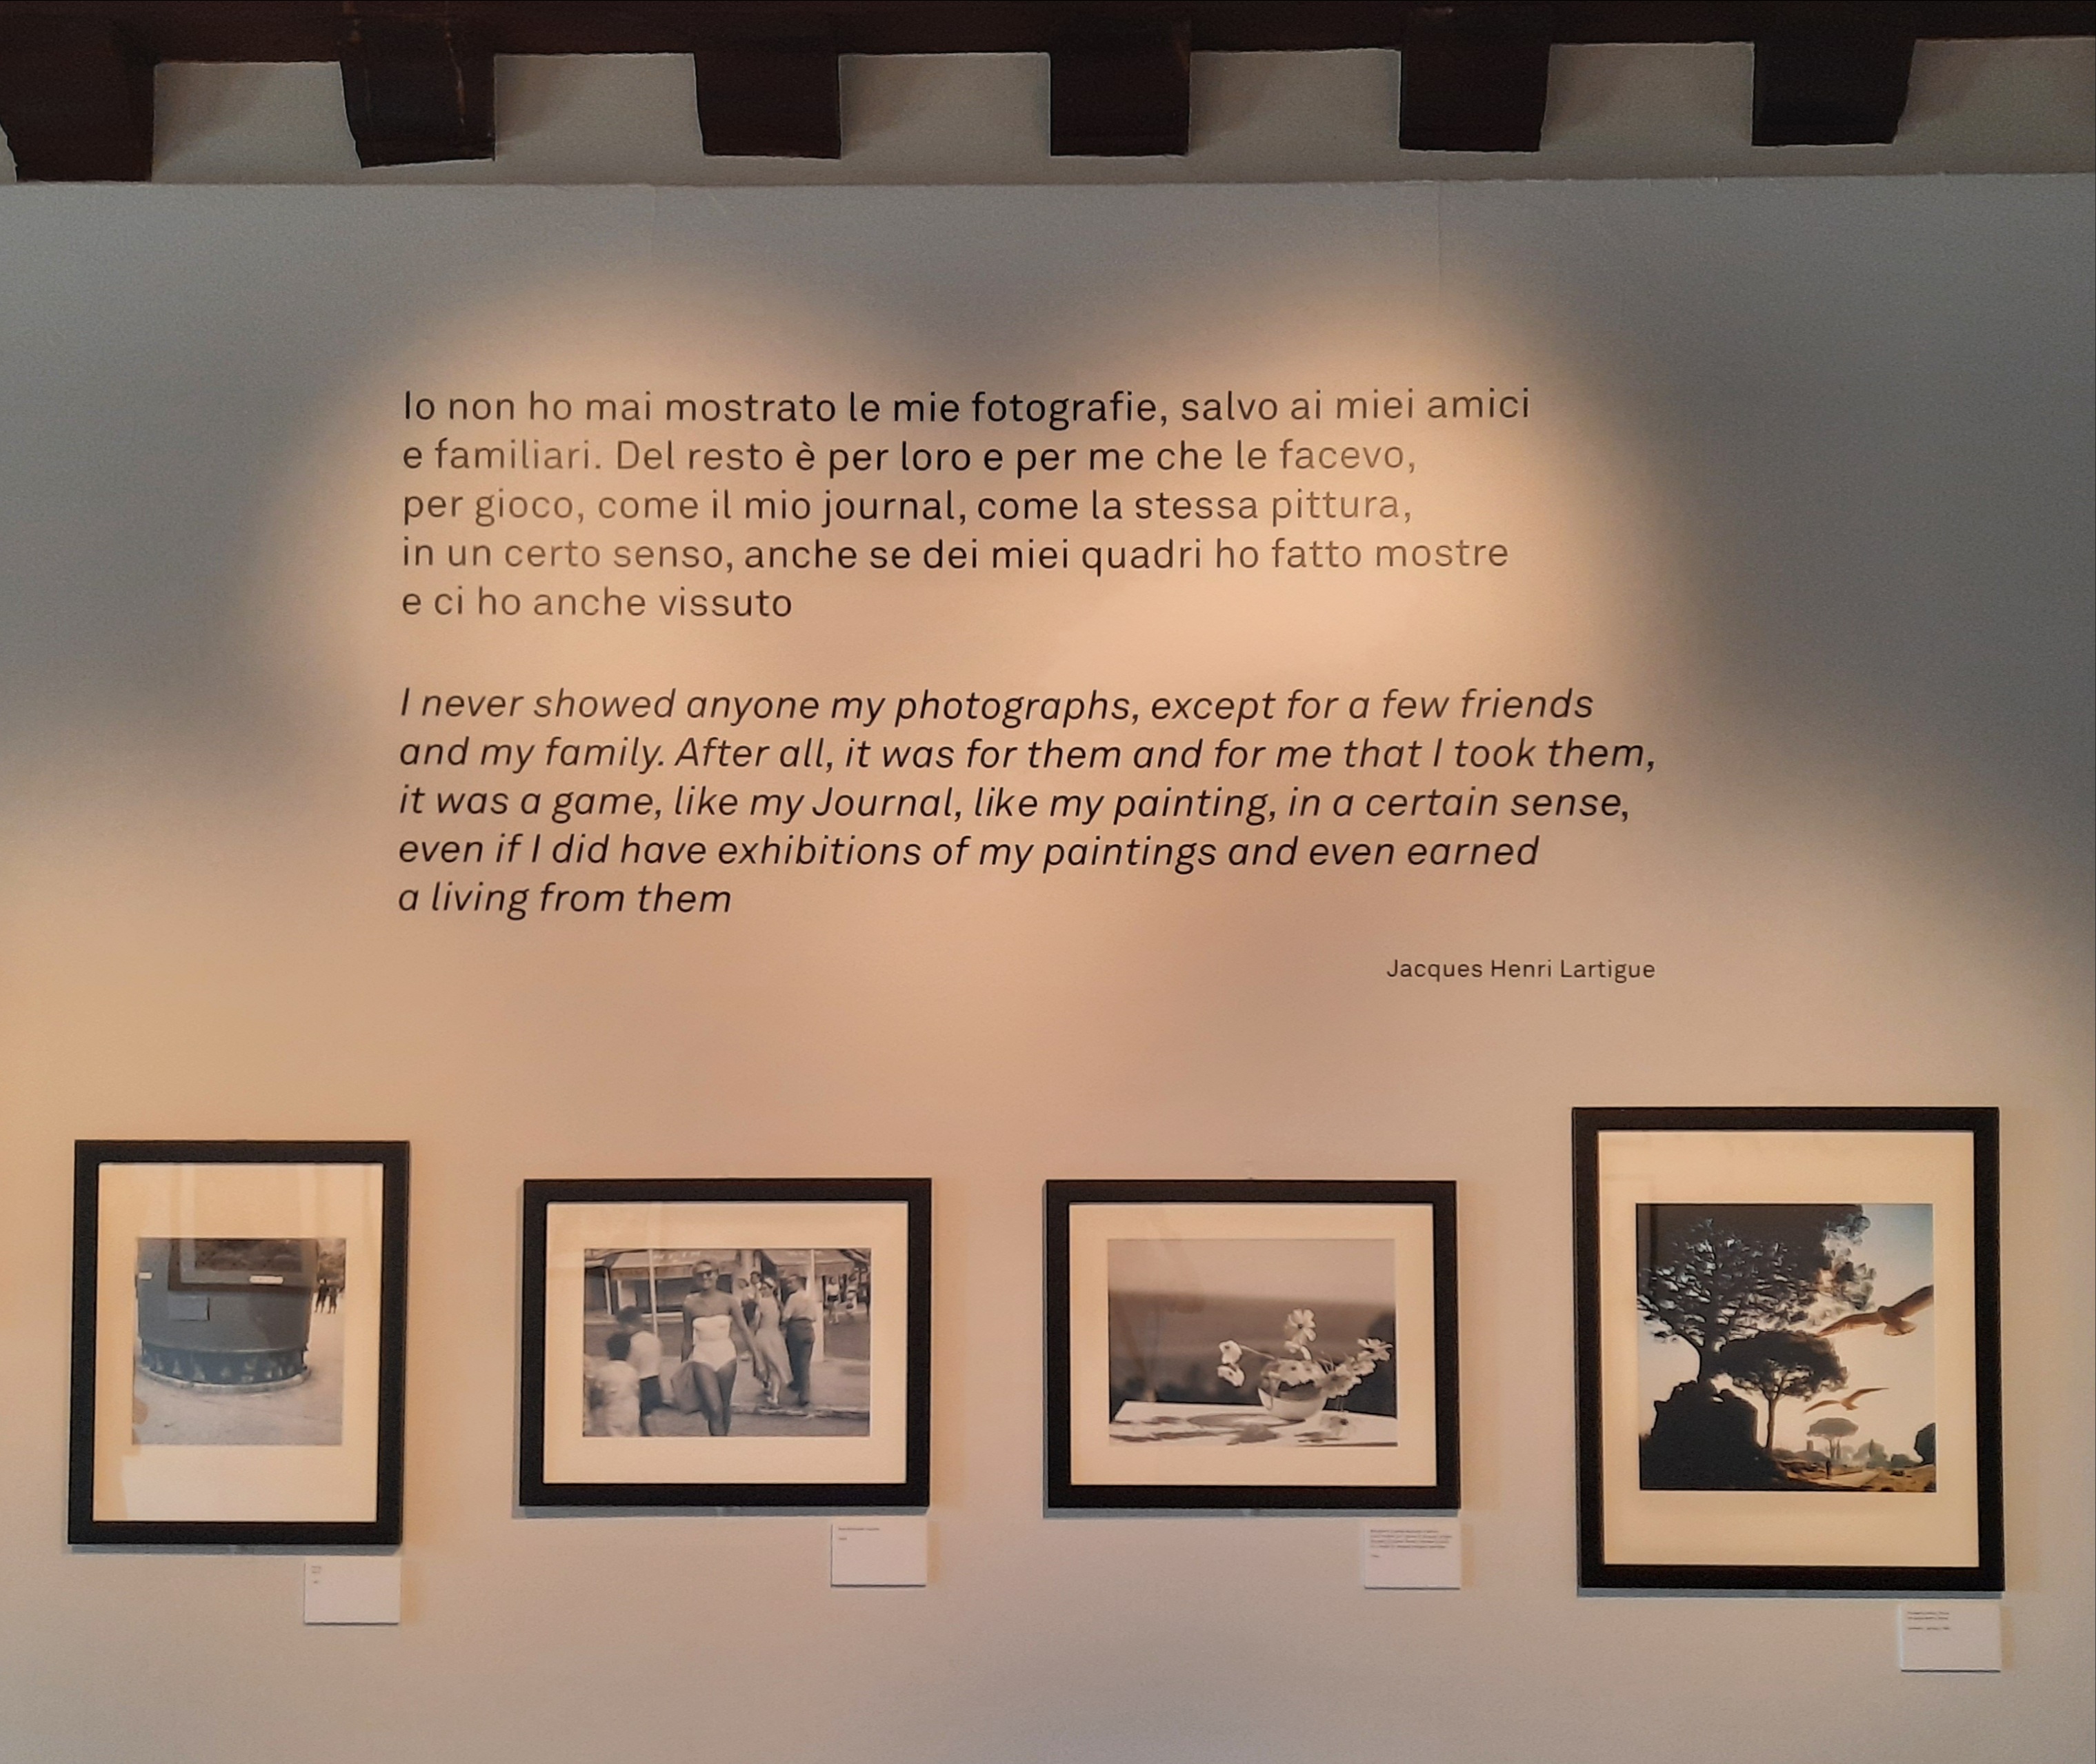 Io non ho mai mostrato le mie fotografie, salvo ai miei amici
e familiari. Del resto è per loro e per me che le facevo,
per gioco, come il mio journal, come la stessa pittura,
in un certo senso, anche se dei miei quadri ho fatto mostre
e ci ho anche vissuto
I never showed anyone my photographs, except for a few friends
and my family. After all, it was for them and for me that I took them,
it was a game, like my Journal, like my painting, in a certain sense,
even if I did have exhibitions of my paintings and even earned
a living from them
Jacques Henri Lartigue